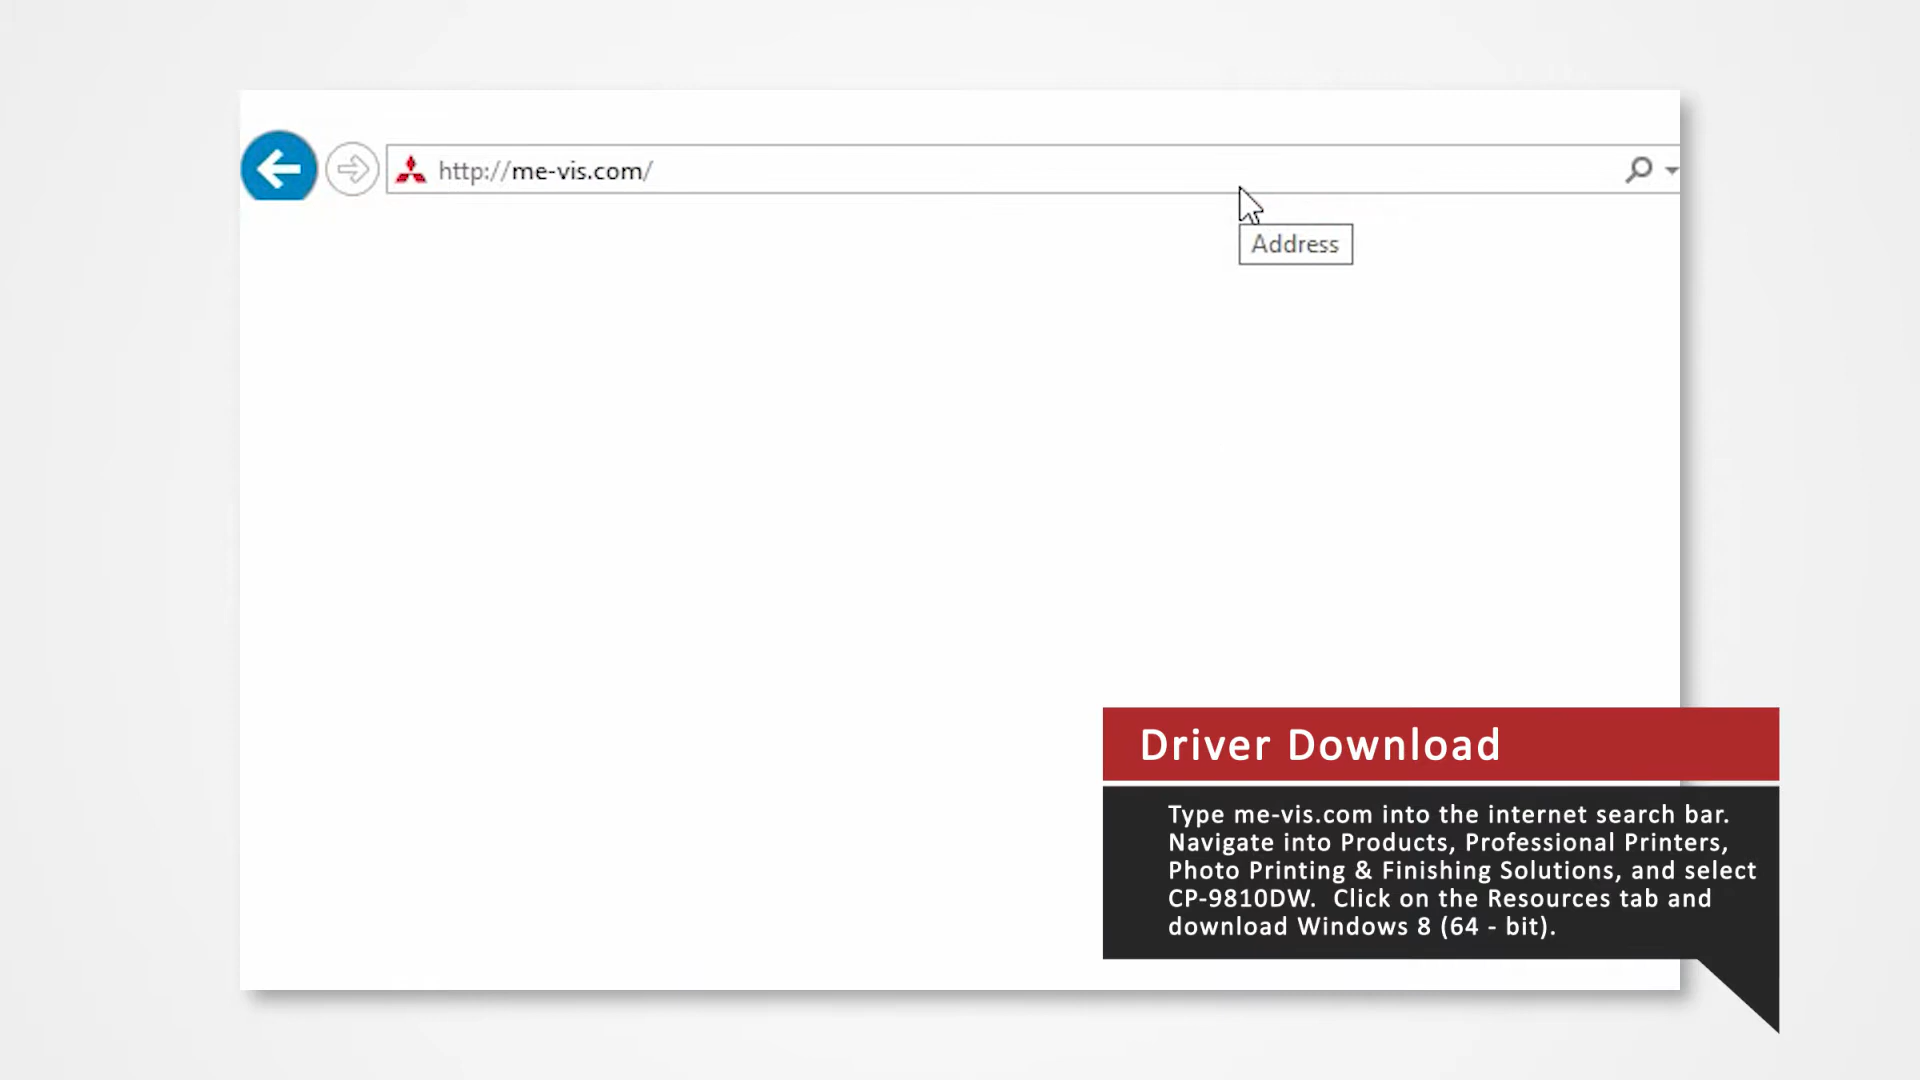 http://me-vis.com/
Address
Driver Download
Type me-vis.com into the internet search bar.
Navigate into Products, Professional Printers,
Photo Printing & Finishing Solutions, and select
CP-9810DW.  Click on the Resources tab and
download Windows 8 (64 - bit).